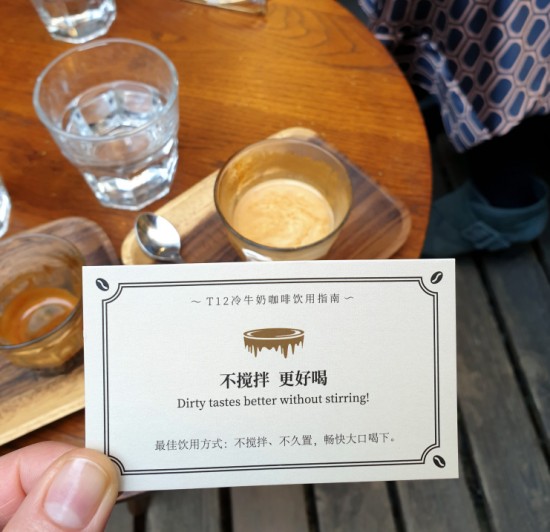 ～ T12冷牛奶咖啡饮用指南 ～
不搅拌 更好喝
Dirty tastes better without stirring!
最佳饮用方式：不搅拌、不久置，畅快大口喝下。